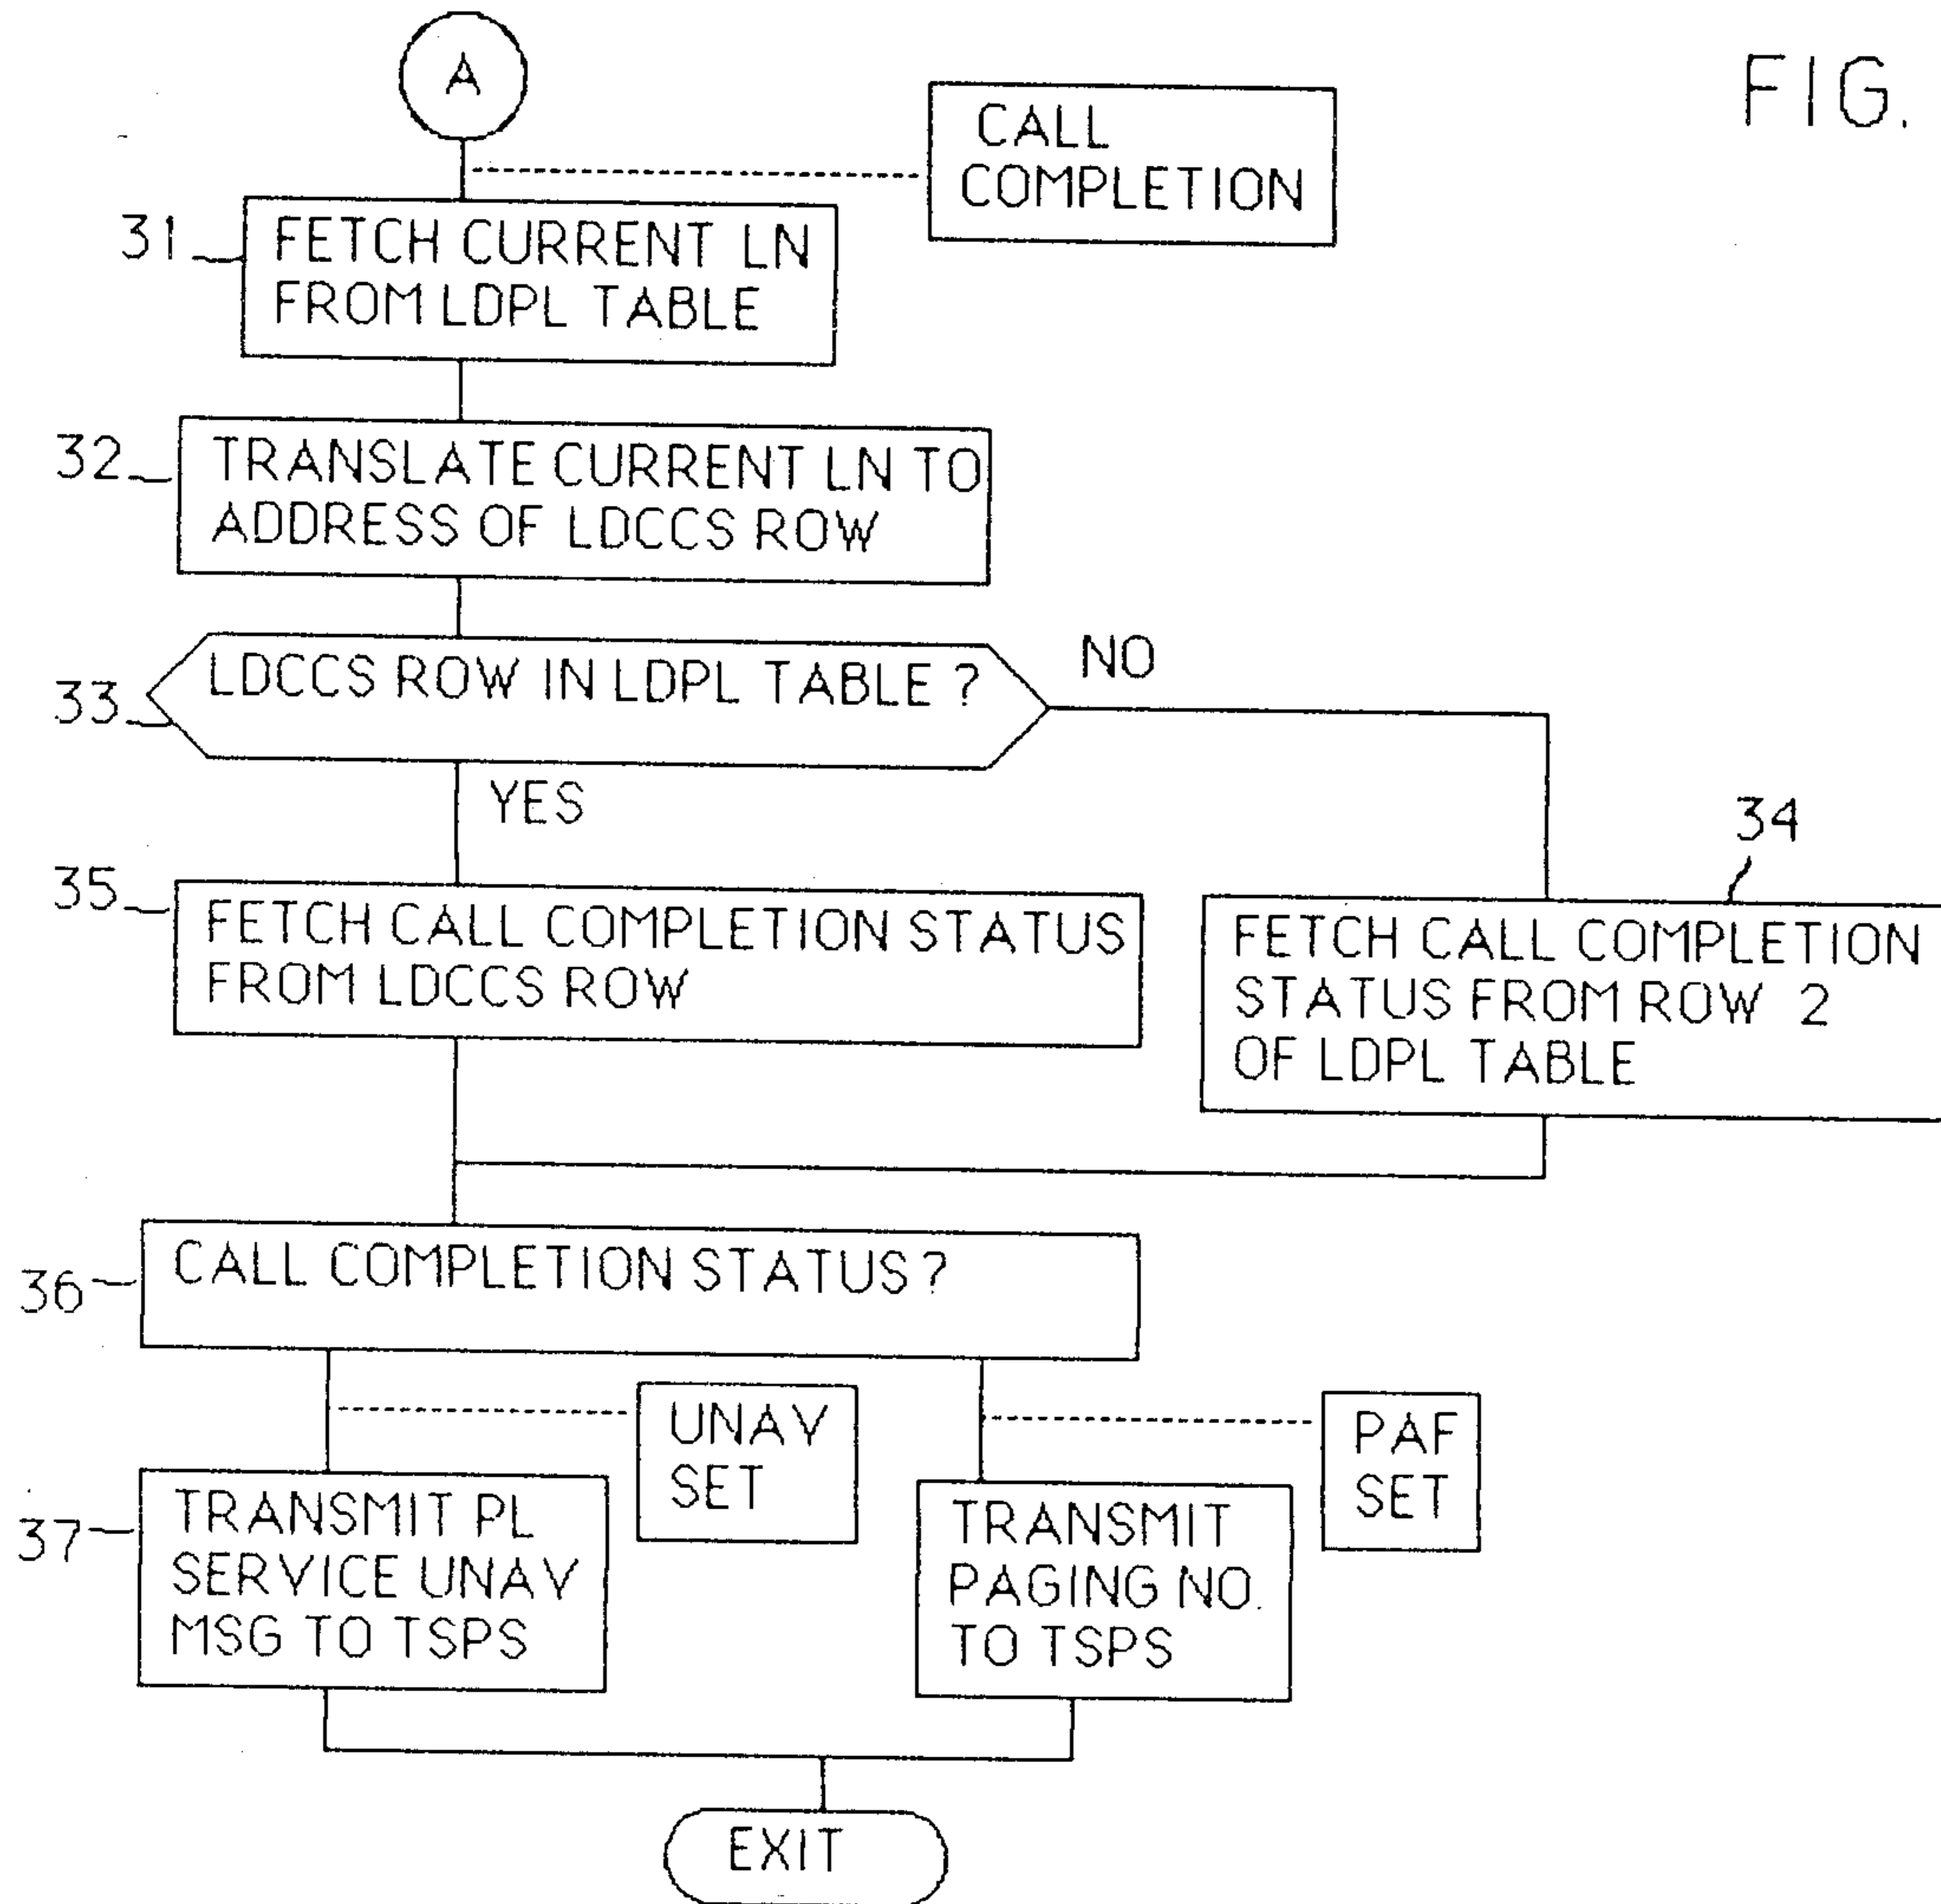 A
FIG.
CALL
COMPLETION
31
FETCH CURRENT LN
FROM LDPL TABLE
32
TRANSLATE CURRENT LN TO
ADDRESS OF LDCCS ROW
33
LDCCS ROW IN LDPL TABLE ?
NO
YES
34
35
FETCH CALL COMPLETION STATUS
FROM LDCCS ROW
FETCH CALL COMPLETION
STATUS FROM ROW 2
OF LDPL TABLE
36
CALL COMPLETION STATUS?
UNAV
SET
PAF
SET
37
TRANSMIT PL
SERVICE UNAV
MSG TO TSPS
TRANSMIT
PAGING NO.
TO TSPS
EXIT